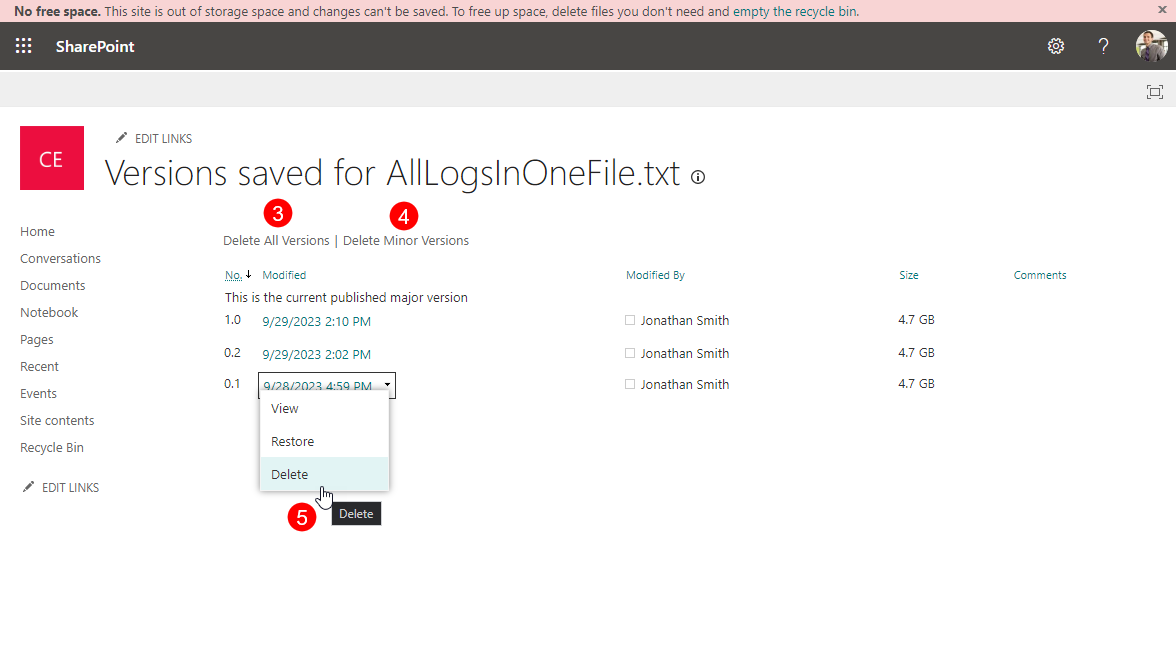 No free space. This site is out of storage space and changes can't be saved. To free up space, delete files you don't need and empty the recycle bin.
SharePoint
?
CE
EDIT LINKS
Versions saved for AllLogsInOneFile.txt
3
4
Delete All Versions | Delete Minor Versions
Home
Conversations
Documents
Notebook
Pages
Recent
Events
Site contents
Recycle Bin
EDIT LINKS
No. Modified Modified By Size Comments
This is the current published major version
1.0 9/29/2023 2:10 PM Jonathan Smith 4.7 GB
0.2 9/29/2023 2:02 PM Jonathan Smith 4.7 GB
0.1 9/28/2023 4:59 PM Jonathan Smith 4.7 GB
View
Restore
Delete
5
Delete